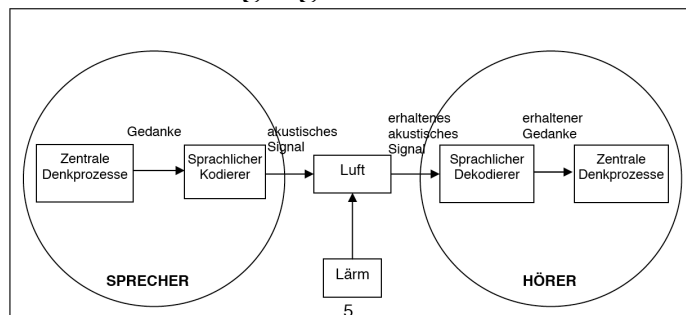 Gedanke
Zentrale
Denkprozesse
Sprachlicher
Kodierer
akustisches
Signal
Luft
erhaltenes
akustisches
Signal
erhaltener
Gedanke
Sprachlicher
Dekodierer
Zentrale
Denkprozesse
SPRECHER
Lärm
HÖRER
5